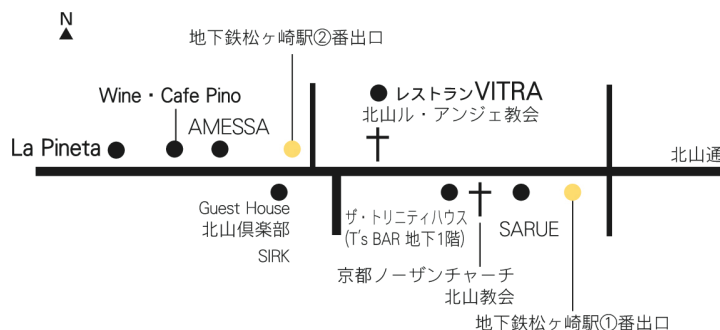 N
地下鉄松ヶ崎駅②番出口
Wine・Cafe Pino
レストランVITRA
北山ル・アンジェ教会
AMESSA
La Pineta
北山通
Guest House
北山倶楽部
SIRK
ザ・トリニティハウス
(T's BAR 地下1階)
SARUE
京都ノーザンチャーチ
北山教会
地下鉄松ヶ崎駅①番出口